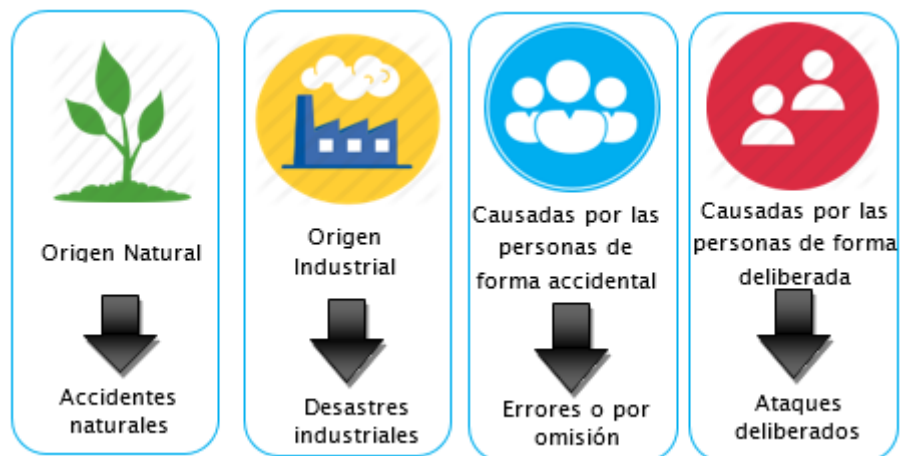 Origen Natural
Accidentes
naturales
Origen
Industrial
Desastres
industriales
Causadas por las
personas de
forma accidental
Errores o por
omisión
Causadas por las
personas de forma
deliberada
Ataques
deliberados